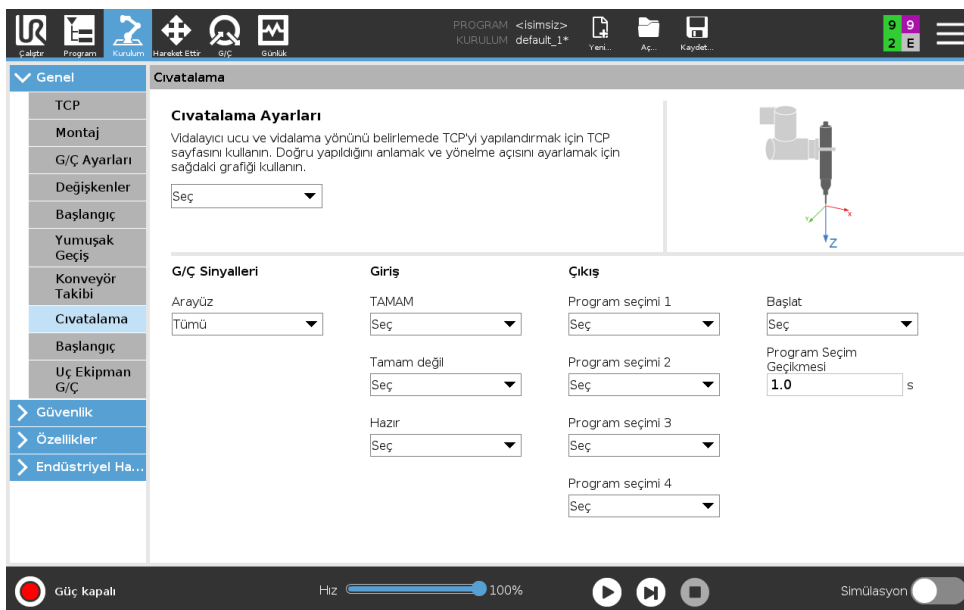 PROGRAM <isimsiz>
KURULUM default_1*
Çalıştır Program Kurulum Hareket Ettir G/Ç Günlük
Yeni... Aç... Kaydet...
9 9
2 E
Genel
TCP
Montaj
G/Ç Ayarları
Değişkenler
Başlangıç
Yumuşak
Geçiş
Konveyör
Takibi
Cıvatalama
Başlangıç
Uç Ekipman
G/Ç
Güvenlik
Özellikler
Endüstriyel Ha...
Cıvatalama
Cıvatalama Ayarları
Vidalayıcı ucu ve vidalama yönünü belirlemede TCP'yi yapılandırmak için TCP
sayfasını kullanın. Doğru yapıldığını anlamak ve yönelme açısını ayarlamak için
sağdaki grafiği kullanın.
Seç
Y X
Z
G/Ç Sinyalleri
Arayüz
Tümü
Giriş
TAMAM
Seç
Tamam değil
Seç
Hazır
Seç
Çıkış
Program seçimi 1
Seç
Program seçimi 2
Seç
Program seçimi 3
Seç
Program seçimi 4
Seç
Başlat
Seç
Program Seçim
Geçikmesi
1.0 s
Güç kapalı
Hız 100%
Simülasyon